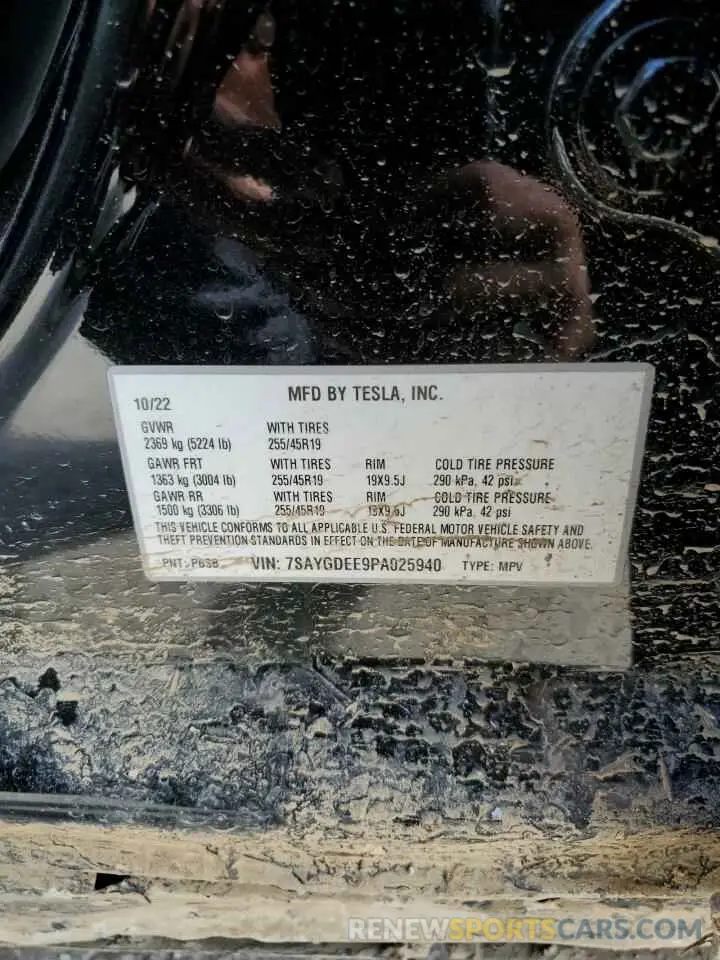 MFD BY TESLA, INC.
10/22
GVWR WITH TIRES
2369 kg (5224 lb) 255/45R19
GAWR FRT WITH TIRES RIM COLD TIRE PRESSURE
1363 kg (3004 lb) 255/45R19 19X9.5J 290 kPa, 42 psi
GAWR RR WITH TIRES RIM COLD TIRE PRESSURE
1500 kg (3306 lb) 255/45R19 19X9.5J 290 kPa, 42 psi
THIS VEHICLE CONFORMS TO ALL APPLICABLE U.S. FEDERAL MOTOR VEHICLE SAFETY AND
THEFT PREVENTION STANDARDS IN EFFECT ON THE DATE OF MANUFACTURE SHOWN ABOVE.
PNT: PBSB VIN: 7SAYGDEE9PA025940 TYPE: MPV
RENEWSPORTSCARS.COM